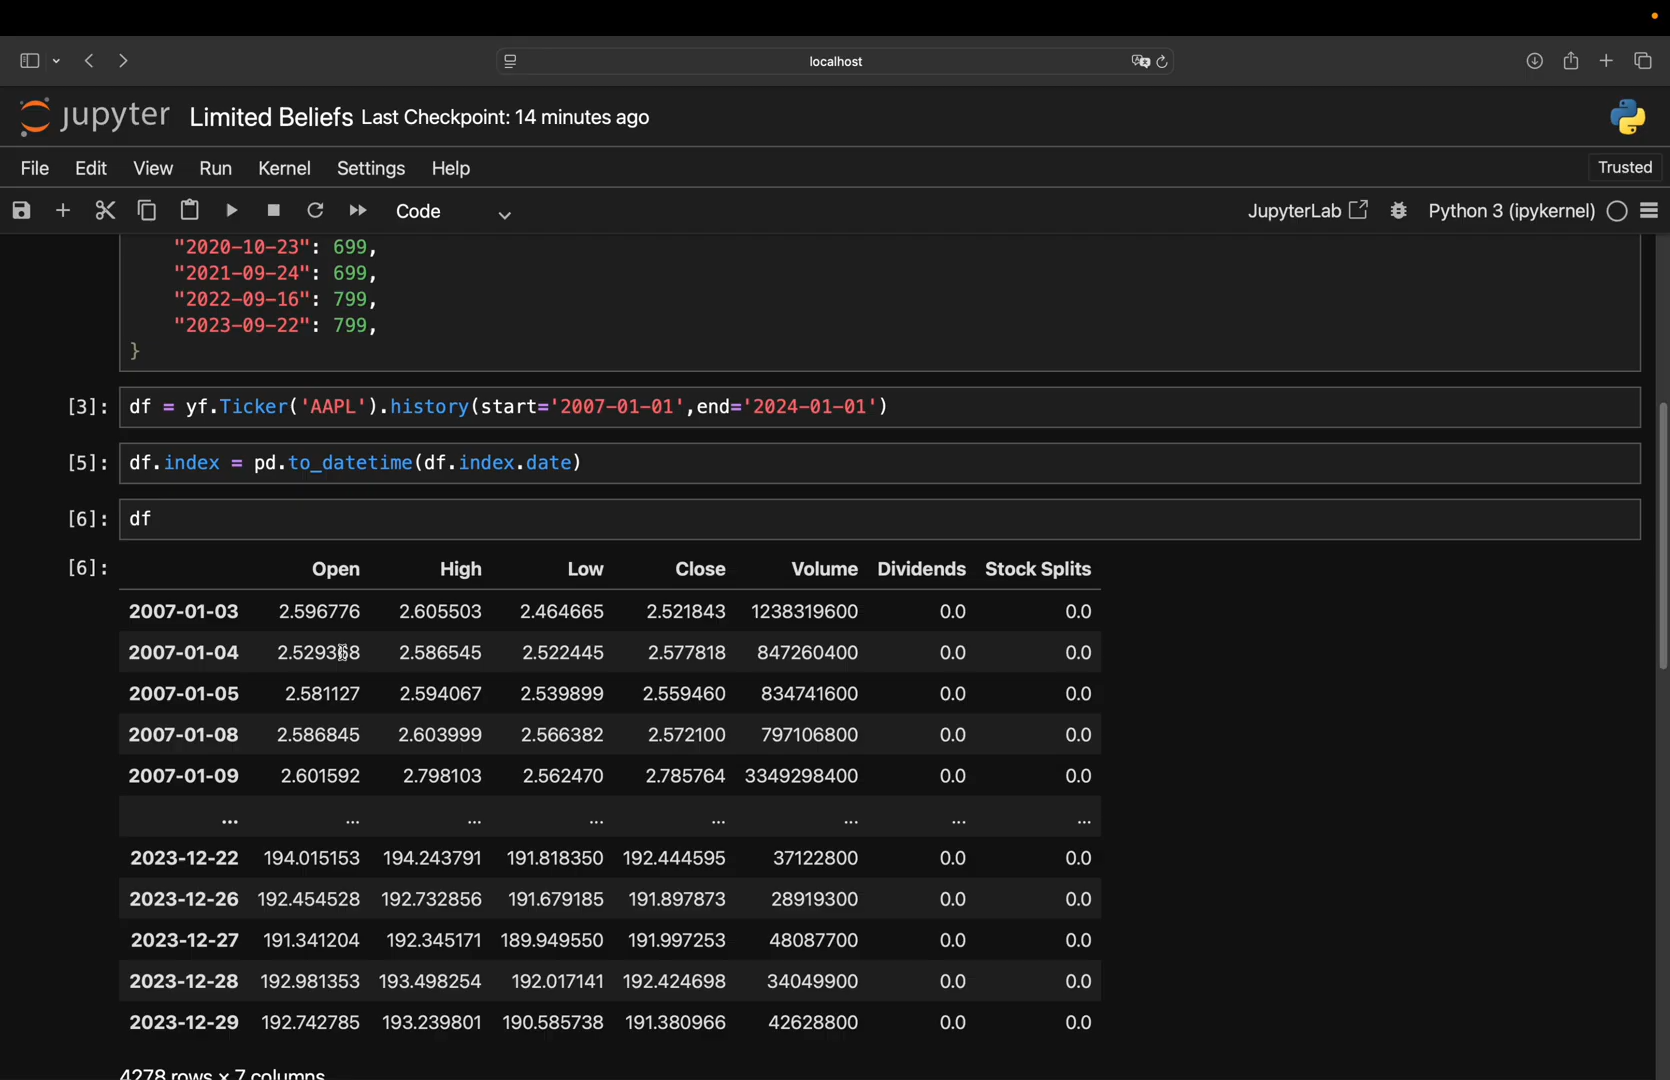 localhost
jupyter Limited Beliefs Last Checkpoint: 14 minutes ago
File Edit View Run Kernel Settings Help Trusted
Code JupyterLab Python 3 (ipykernel)
"2020-10-23": 699,
"2021-09-24": 699,
"2022-09-16": 799,
"2023-09-22": 799,
}
[3]: df = yf.Ticker('AAPL').history(start='2007-01-01',end='2024-01-01')
[5]: df.index = pd.to_datetime(df.index.date)
[6]: df
[6]: Open High Low Close Volume Dividends Stock Splits
2007-01-03 2.596776 2.605503 2.464665 2.521843 1238319600 0.0 0.0
2007-01-04 2.529368 2.586545 2.522445 2.577818 847260400 0.0 0.0
2007-01-05 2.581127 2.594067 2.539899 2.559460 834741600 0.0 0.0
2007-01-08 2.586845 2.603999 2.566382 2.572100 797106800 0.0 0.0
2007-01-09 2.601592 2.798103 2.562470 2.785764 3349298400 0.0 0.0
... ... ... ... ... ... ... ...
2023-12-22 194.015153 194.243791 191.818350 192.444595 37122800 0.0 0.0
2023-12-26 192.454528 192.732856 191.679185 191.897873 28919300 0.0 0.0
2023-12-27 191.341204 192.345171 189.949550 191.997253 48087700 0.0 0.0
2023-12-28 192.981353 193.498254 192.017141 192.424698 34049900 0.0 0.0
2023-12-29 192.742785 193.239801 190.585738 191.380966 42628800 0.0 0.0
4278 rows × 7 columns